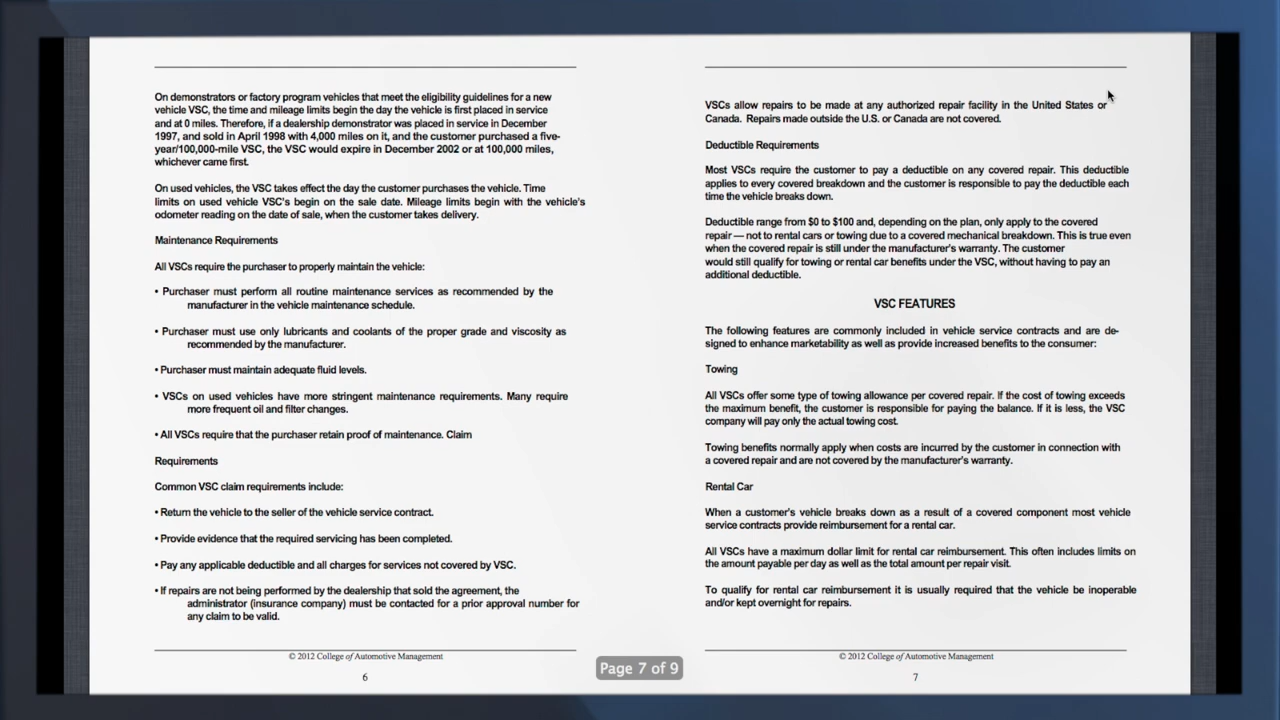 On demonstrators or factory program vehicles that meet the eligibility guidelines for a new
vehicle VSC, the time and mileage limits begin the day the vehicle is first placed in service
and at 0 miles. Therefore, if a dealership demonstrator was placed in service in December
1997, and sold in April 1998 with 4,000 miles on it, and the customer purchased a five-
year/100,000-mile VSC, the VSC would expire in December 2002 or at 100,000 miles,
whichever came first.
On used vehicles, the VSC takes effect the day the customer purchases the vehicle. Time
limits on used vehicle VSC's begin on the sale date. Mileage limits begin with the vehicle's
odometer reading on the date of sale, when the customer takes delivery.
Maintenance Requirements
All VSCs require the purchaser to properly maintain the vehicle:
• Purchaser must perform all routine maintenance services as recommended by the
manufacturer in the vehicle maintenance schedule.
• Purchaser must use only lubricants and coolants of the proper grade and viscosity as
recommended by the manufacturer.
• Purchaser must maintain adequate fluid levels.
• VSCs on used vehicles have more stringent maintenance requirements. Many require
more frequent oil and filter changes.
• All VSCs require that the purchaser retain proof of maintenance. Claim
Requirements
Common VSC claim requirements include:
• Return the vehicle to the seller of the vehicle service contract.
• Provide evidence that the required servicing has been completed.
• Pay any applicable deductible and all charges for services not covered by VSC.
• If repairs are not being performed by the dealership that sold the agreement, the
administrator (insurance company) must be contacted for a prior approval number for
any claim to be valid.
© 2012 College of Automotive Management
6
VSCs allow repairs to be made at any authorized repair facility in the United States or
Canada. Repairs made outside the U.S. or Canada are not covered.
Deductible Requirements
Most VSCs require the customer to pay a deductible on any covered repair. This deductible
applies to every covered breakdown and the customer is responsible to pay the deductible each
time the vehicle breaks down.
Deductible range from $0 to $100 and, depending on the plan, only apply to the covered
repair — not to rental cars or towing due to a covered mechanical breakdown. This is true even
when the covered repair is still under the manufacturer's warranty. The customer
would still qualify for towing or rental car benefits under the VSC, without having to pay an
additional deductible.
VSC FEATURES
The following features are commonly included in vehicle service contracts and are de-
signed to enhance marketability as well as provide increased benefits to the consumer:
Towing
All VSCs offer some type of towing allowance per covered repair. If the cost of towing exceeds
the maximum benefit, the customer is responsible for paying the balance. If it is less, the VSC
company will pay only the actual towing cost.
Towing benefits normally apply when costs are incurred by the customer in connection with
a covered repair and are not covered by the manufacturer's warranty.
Rental Car
When a customer's vehicle breaks down as a result of a covered component most vehicle
service contracts provide reimbursement for a rental car.
All VSCs have a maximum dollar limit for rental car reimbursement. This often includes limits on
the amount payable per day as well as the total amount per repair visit.
To qualify for rental car reimbursement it is usually required that the vehicle be inoperable
and/or kept overnight for repairs.
© 2012 College of Automotive Management
7
Page 7 of 9